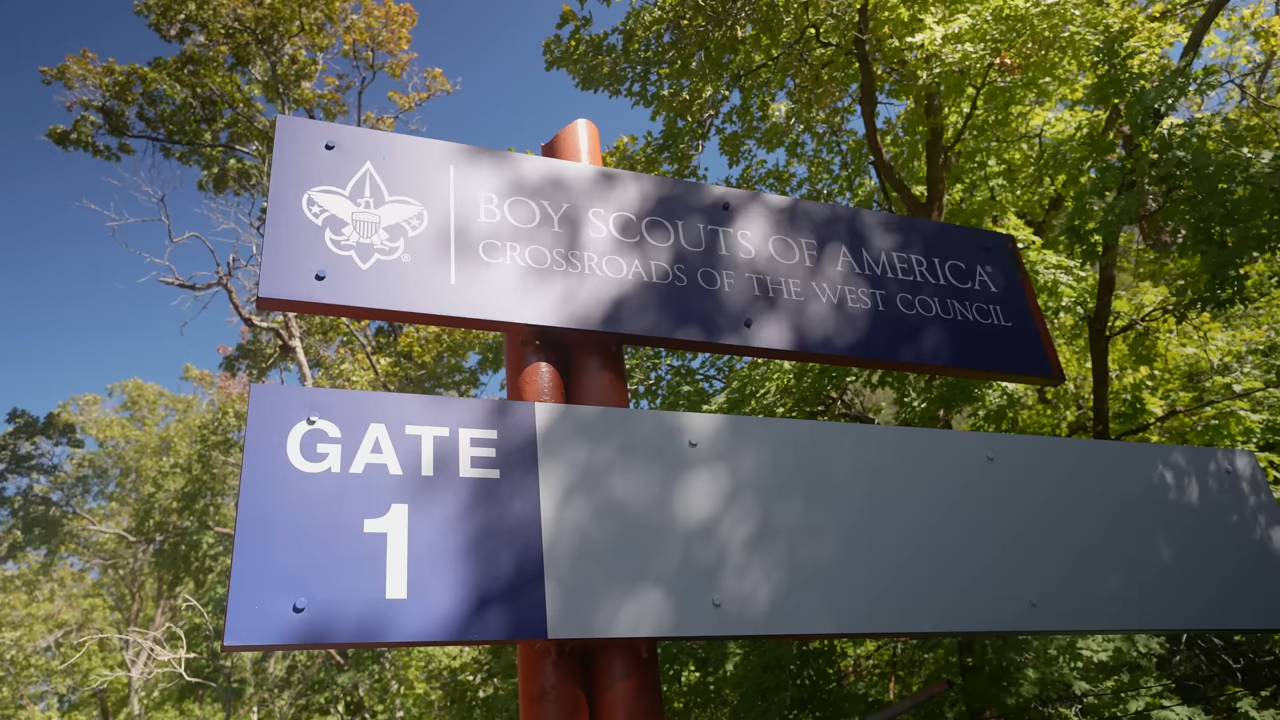 BOY SCOUTS OF AMERICA®
CROSSROADS OF THE WEST COUNCIL
®
GATE
1